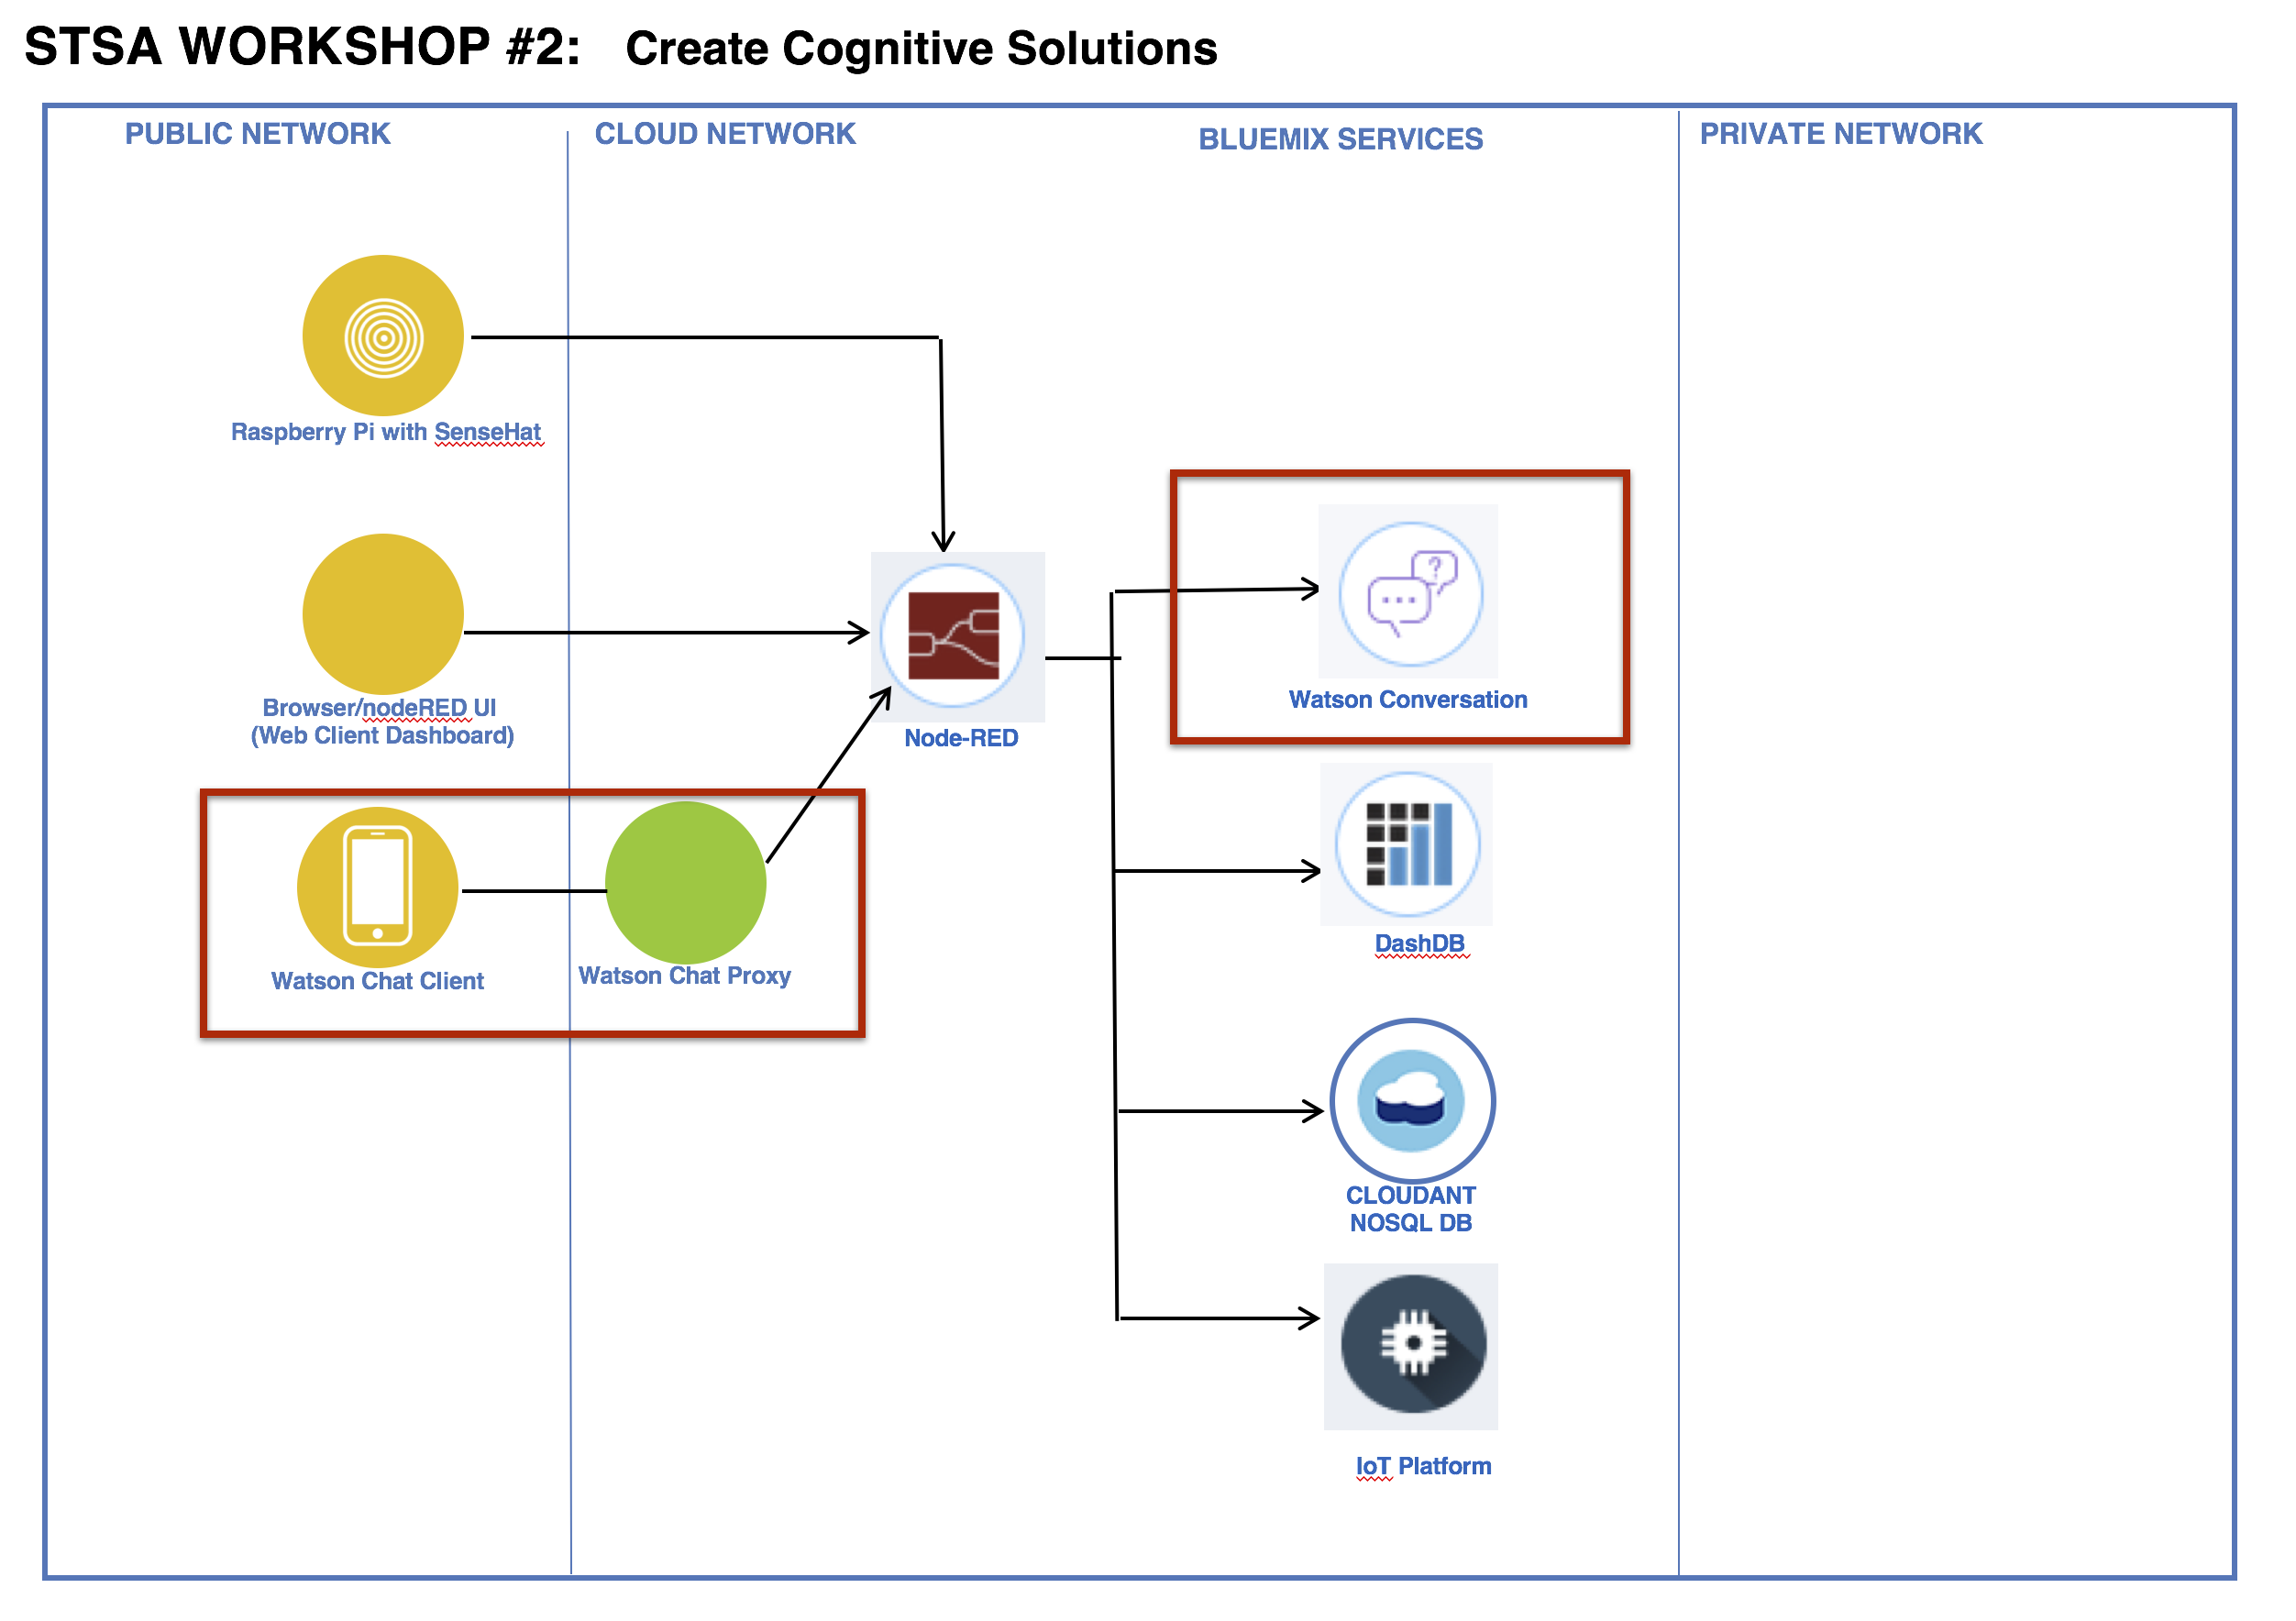 STSA WORKSHOP #2: Create Cognitive Solutions
PUBLIC NETWORK
CLOUD NETWORK
BLUEMIX SERVICES
PRIVATE NETWORK
Raspberry Pi with SenseHat
Browser/nodeRED UI
(Web Client Dashboard)
Node-RED
?
Watson Conversation
Watson Chat Client
Watson Chat Proxy
DashDB
CLOUDANT
NOSQL DB
IoT Platform